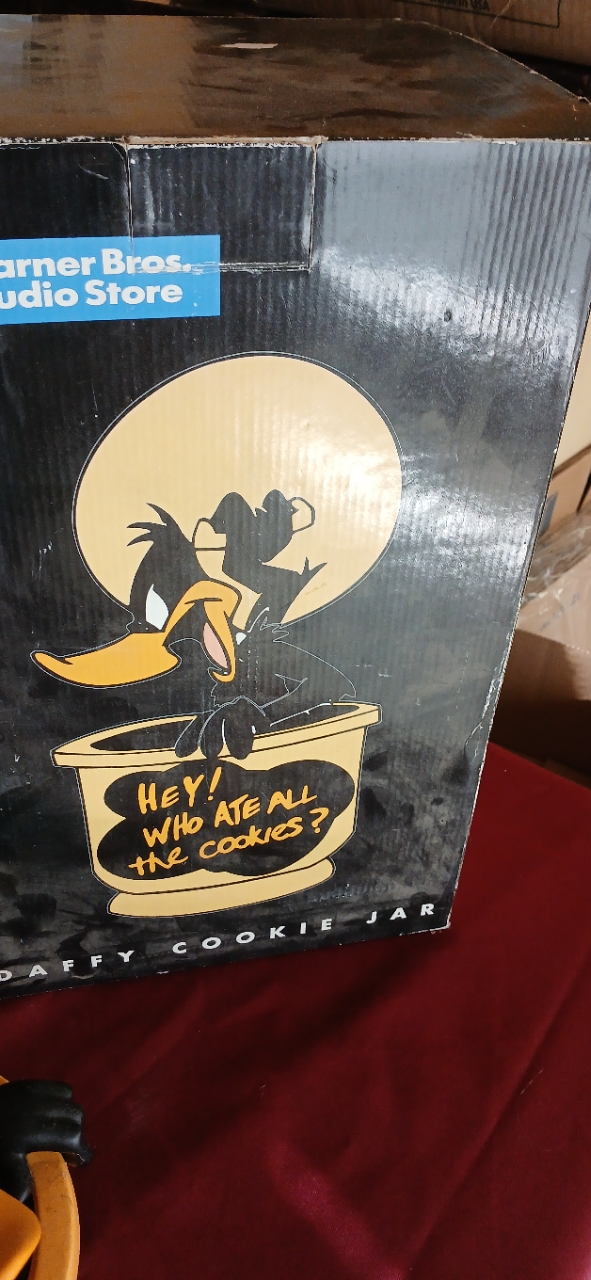 arner Bros.
udio Store
HEY!
WHO ATE ALL
the cookies?
DAFFY COOKIE JAR